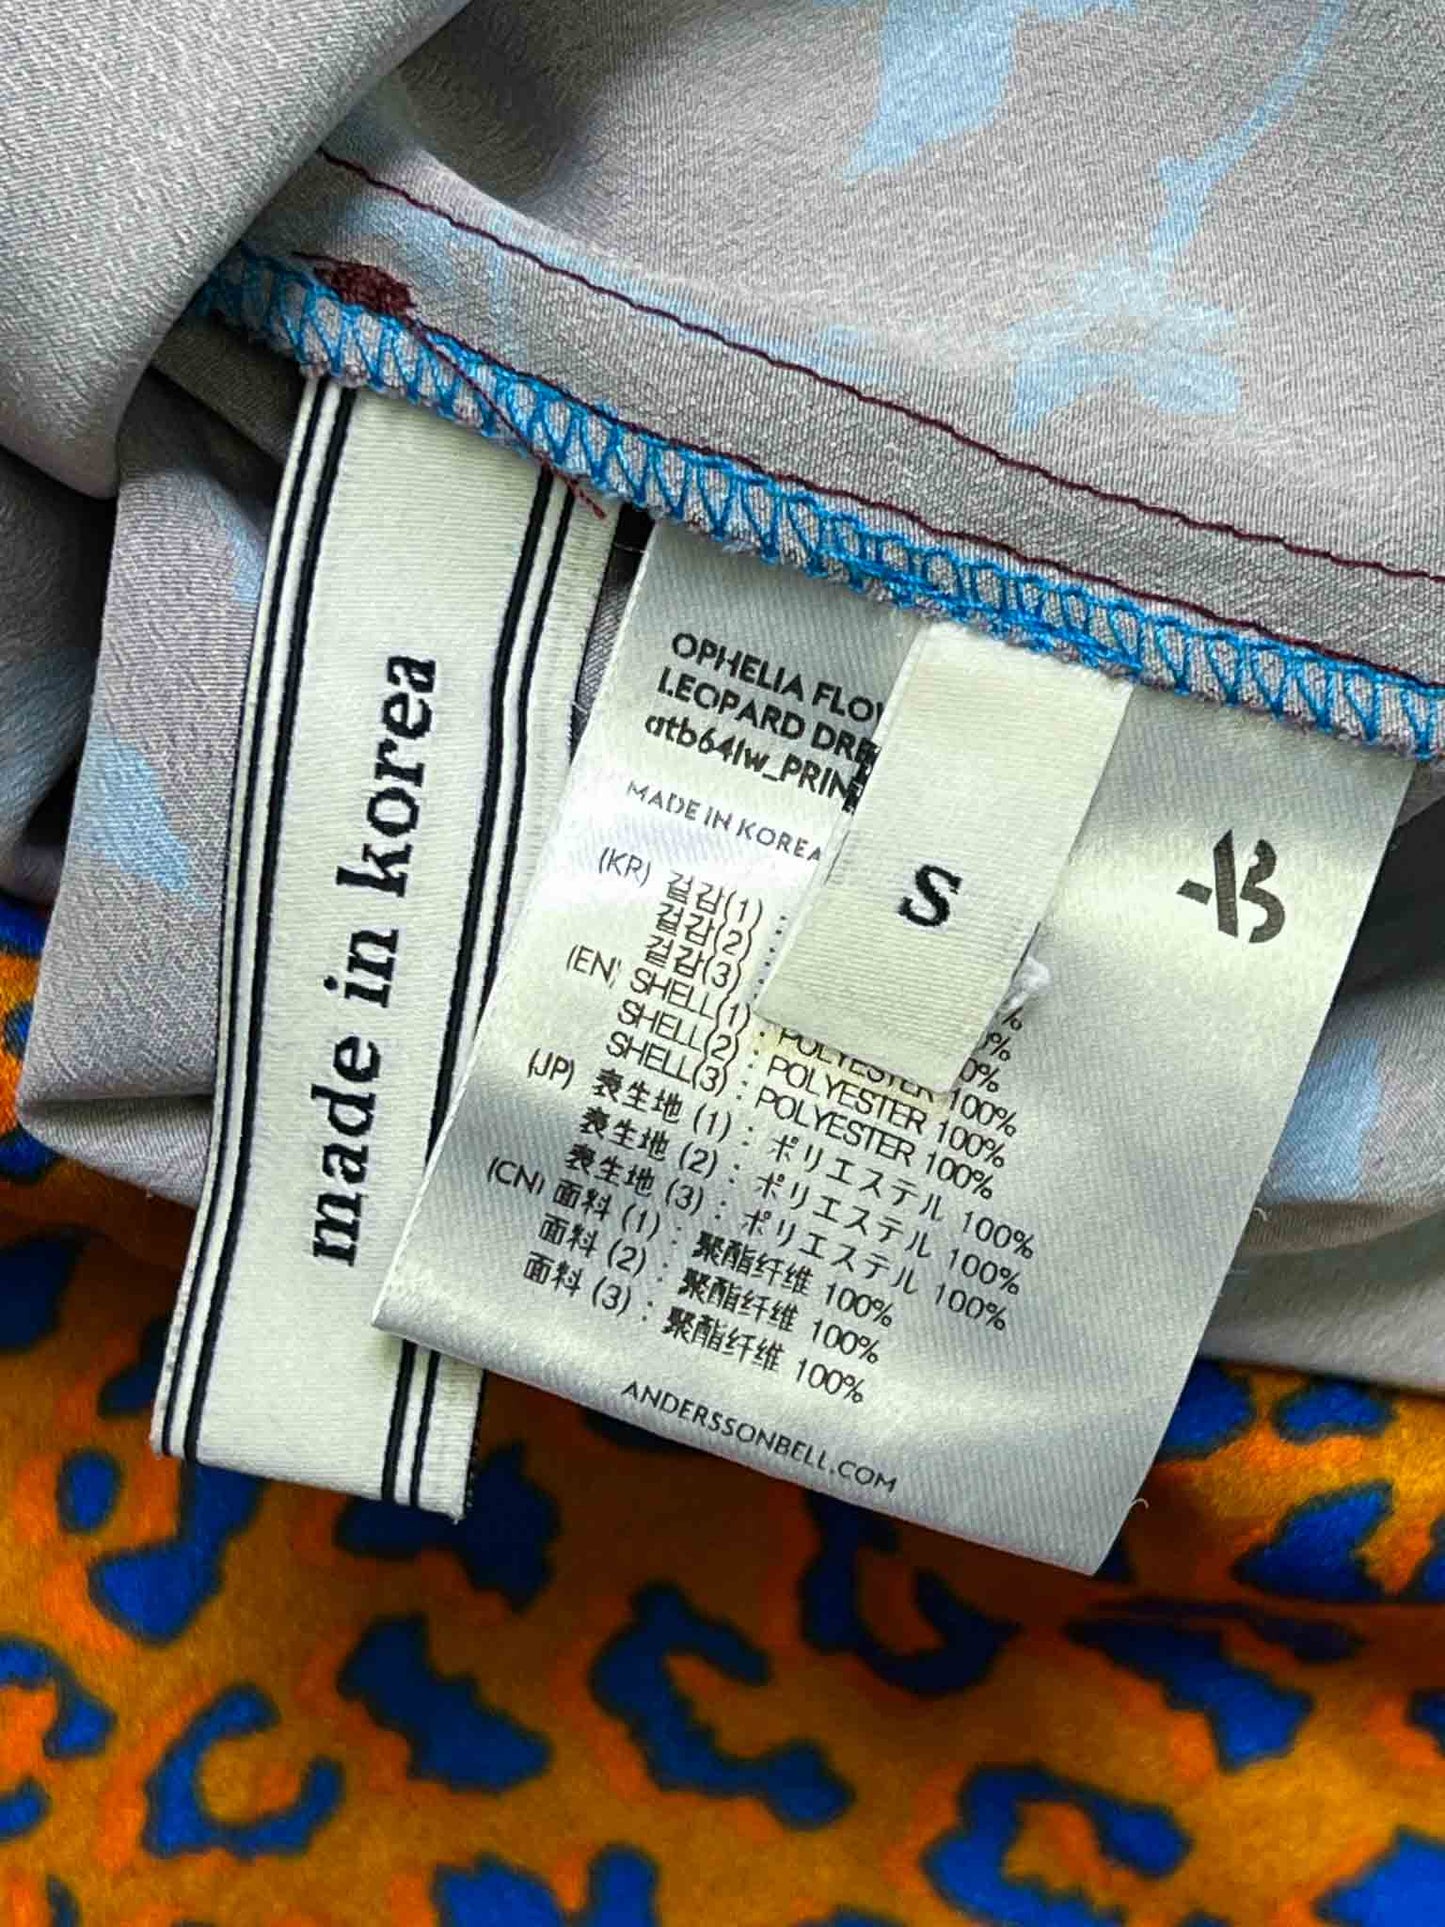 made in korea
OPHELIA
LEOPARD
MADE IN KOREA
S
(KR) 겉감(1) :
겉감(2) :
겉감(3) :
(EN) SHELL(1) : POLYESTER 100%
SHELL(2) : POLYESTER 100%
SHELL(3) : POLYESTER 100%
(JP) 表生地 (1) : ポリエステル 100%
表生地 (2) : ポリエステル 100%
表生地 (3) : ポリエステル 100%
(CN) 面料 (1) : 聚酯纤维 100%
面料 (2) : 聚酯纤维 100%
面料 (3) : 聚酯纤维 100%
ANDERSSONBELL.COM